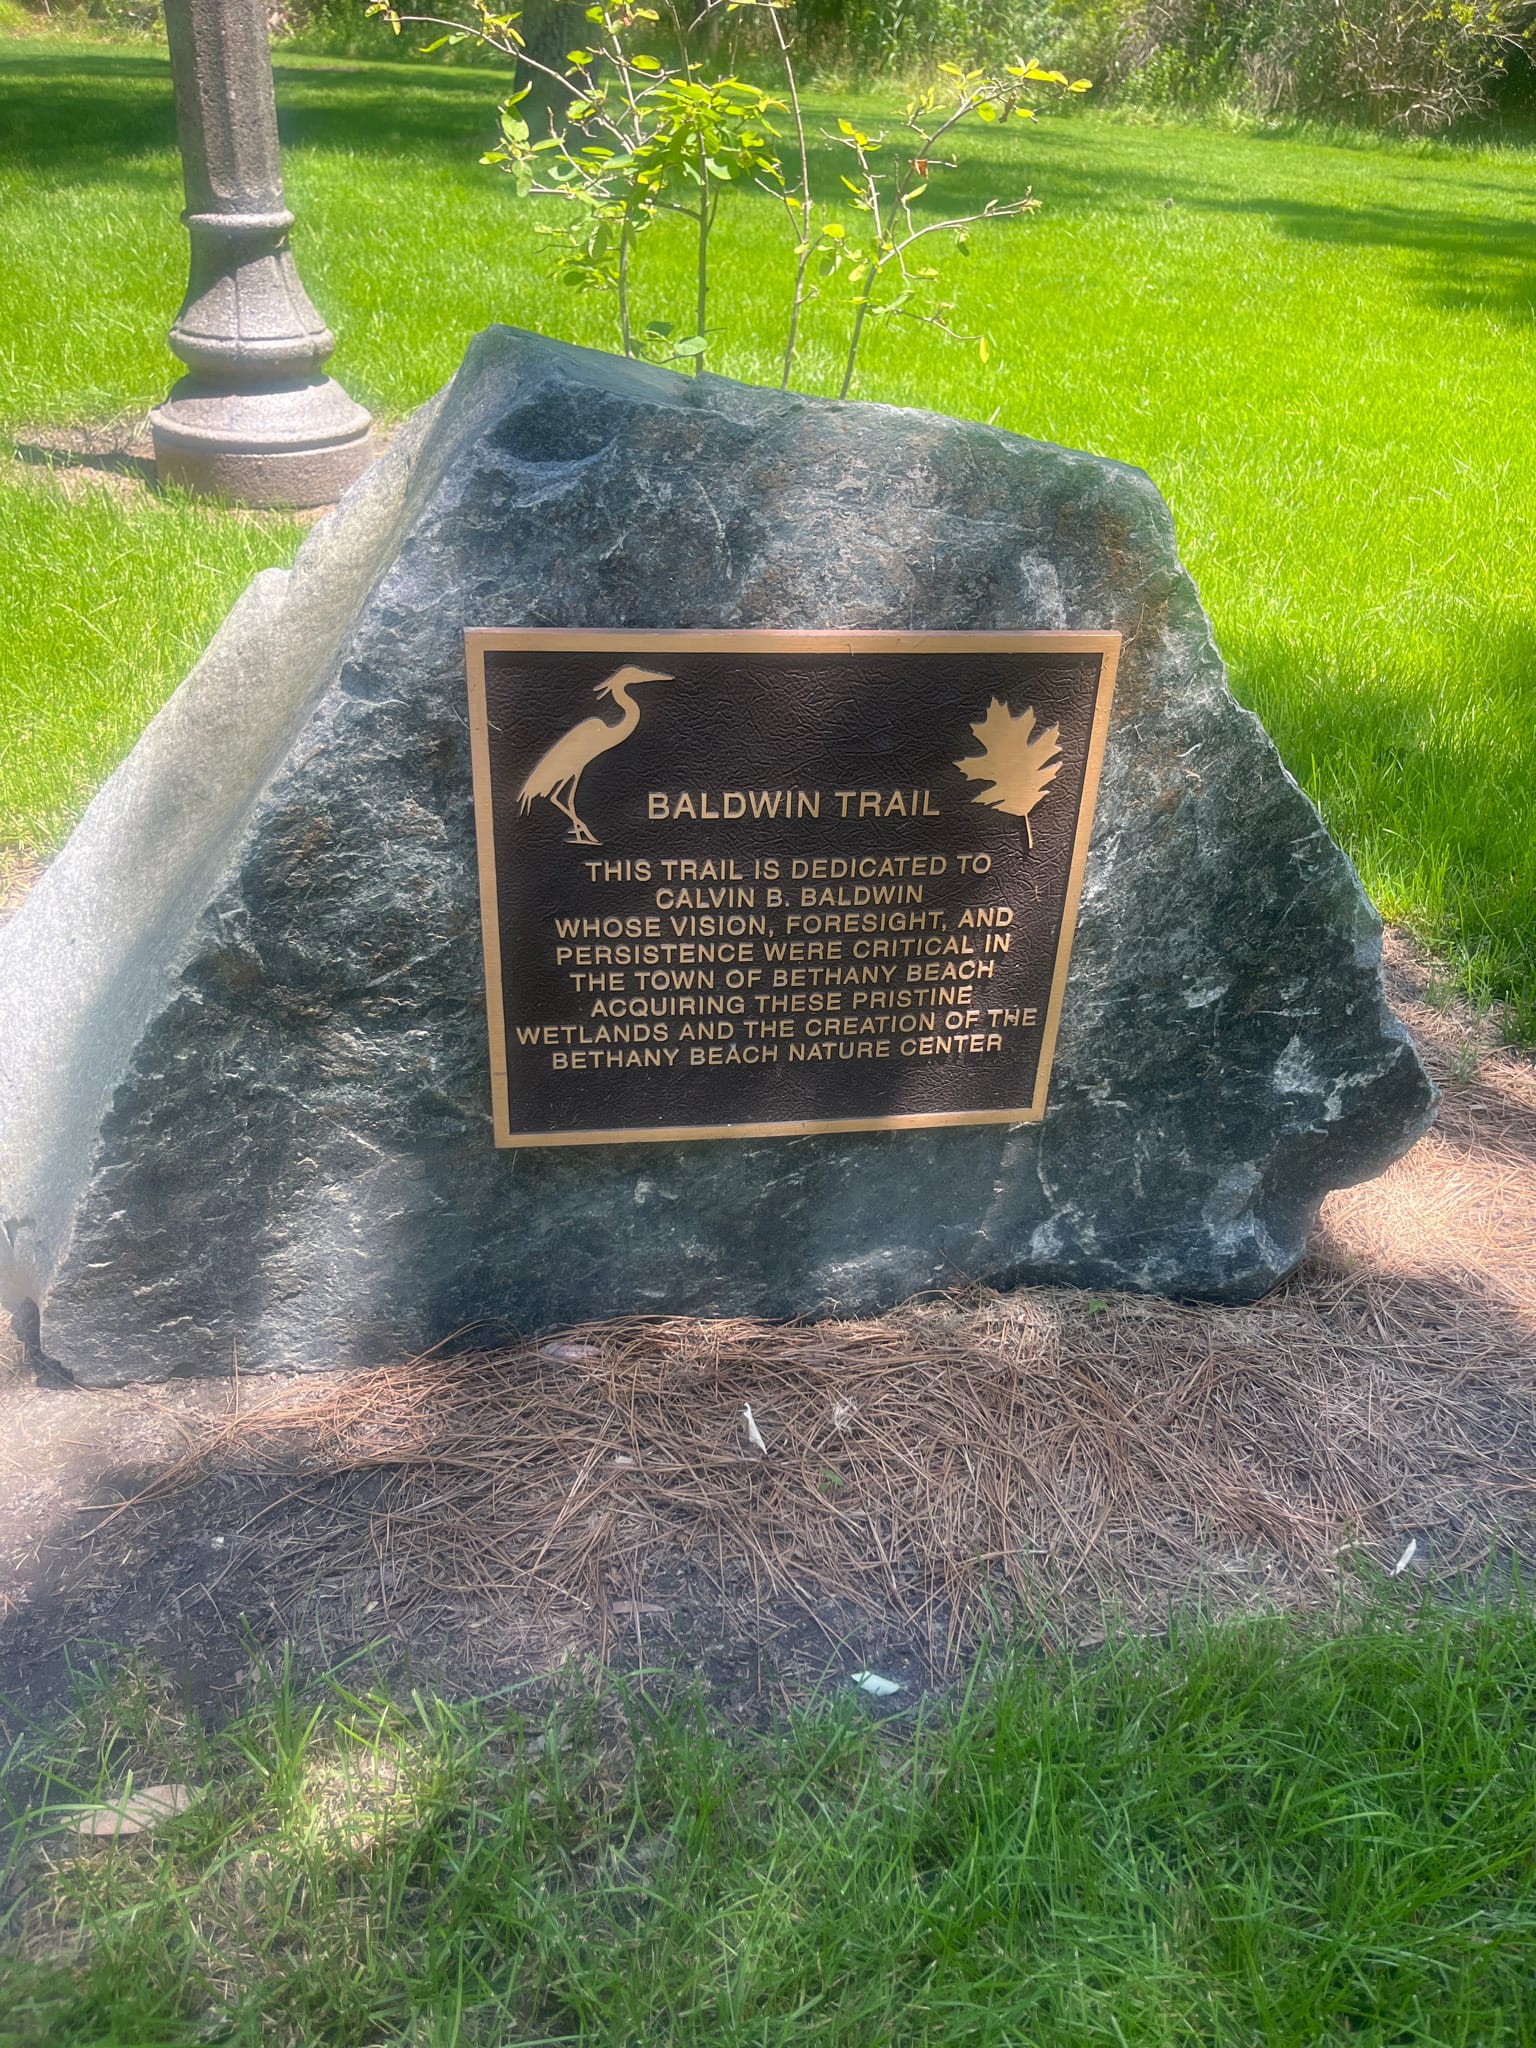 BALDWIN TRAIL
THIS TRAIL IS DEDICATED TO
CALVIN B. BALDWIN
WHOSE VISION, FORESIGHT, AND
PERSISTENCE WERE CRITICAL IN
THE TOWN OF BETHANY BEACH
ACQUIRING THESE PRISTINE
WETLANDS AND THE CREATION OF THE
BETHANY BEACH NATURE CENTER